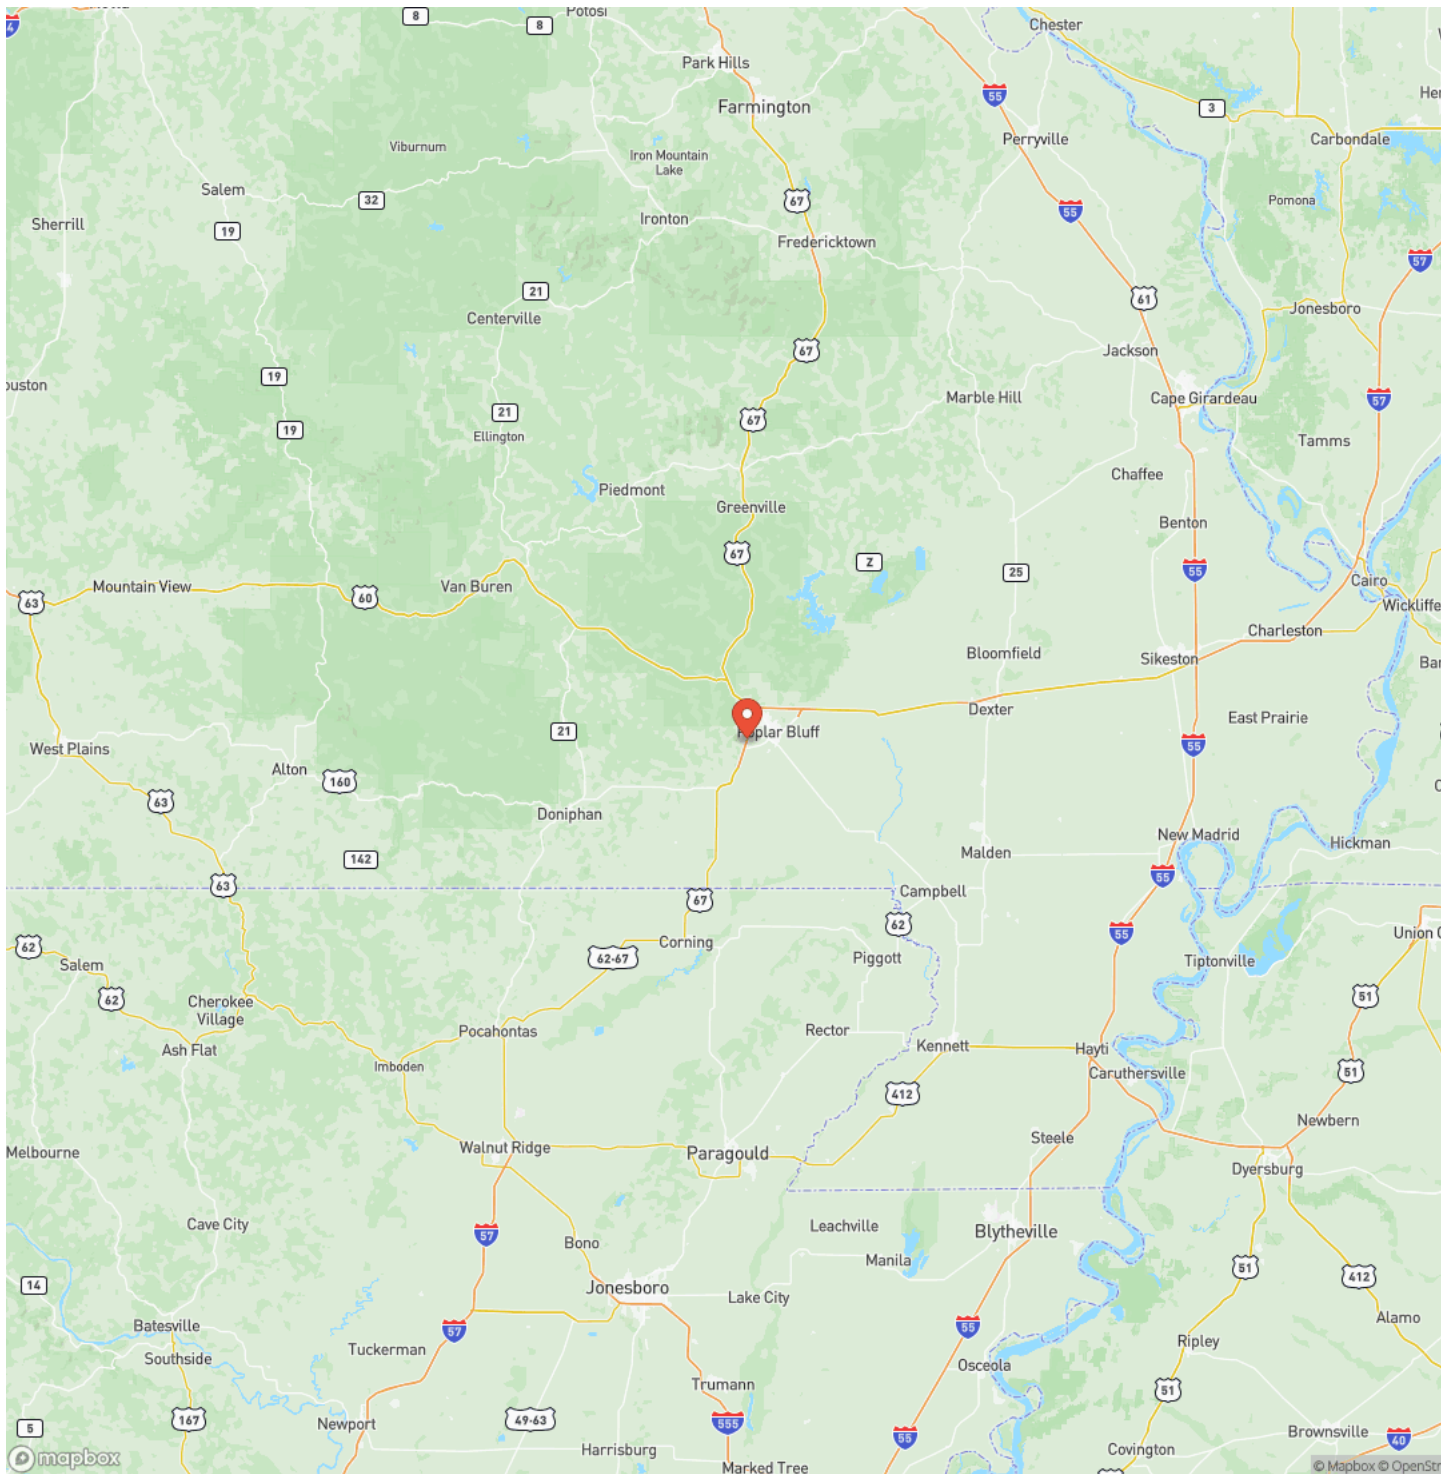 8
8
Potosi
Chester
4
Park Hills
55
Farmington
3
Perryville
Carbondale
Viburnum
Iron Mountain
Lake
Salem
32
67
Pomona
Sherrill
19
Ironton
55
Fredericktown
57
21
61
Centerville
Jonesboro
67
Jackson
19
ouston
Marble Hill
Cape Girardeau
57
21
67
19
Ellington
Tamms
Chaffee
Piedmont
Greenville
Benton
67
Z
55
25
Mountain View
Van Buren
60
63
Cairo
Wickliffe
Charleston
Bloomfield
Sikeston
Bar
Dexter
East Prairie
21
Poplar Bluff
55
West Plains
Alton
160
63
Doniphan
New Madrid
Hickman
Malden
142
55
63
Campbell
67
62
55
62
Corning
Union C
62-67
Piggott
Salem
Tiptonville
62
51
Cherokee
Village
Pocahontas
Rector
Ash Flat
Kennett
Hayti
Imboden
Caruthersville
51
412
Newbern
Steele
Walnut Ridge
Melbourne
Paragould
Dyersburg
Cave City
Leachville
Blytheville
57
Bono
Manila
51
412
14
Jonesboro
Lake City
Batesville
57
55
Alamo
Southside
Tuckerman
Ripley
Osceola
Trumann
51
167
49-63
555
5
Newport
55
Brownsville
40
Harrisburg
Covington
mapbox
Marked Tree
© Mapbox © OpenStr